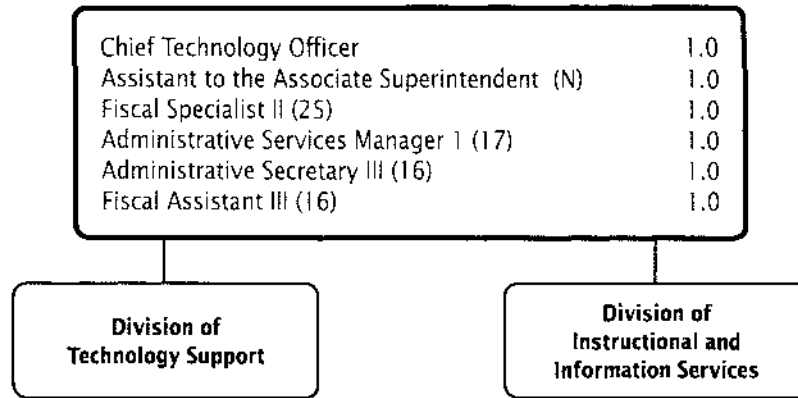 Chief Technology Officer 1.0
Assistant to the Associate Superintendent (N) 1.0
Fiscal Specialist II (25) 1.0
Administrative Services Manager 1 (17) 1.0
Administrative Secretary III (16) 1.0
Fiscal Assistant III (16) 1.0
Division of
Technology Support
Division of
Instructional and
Information Services